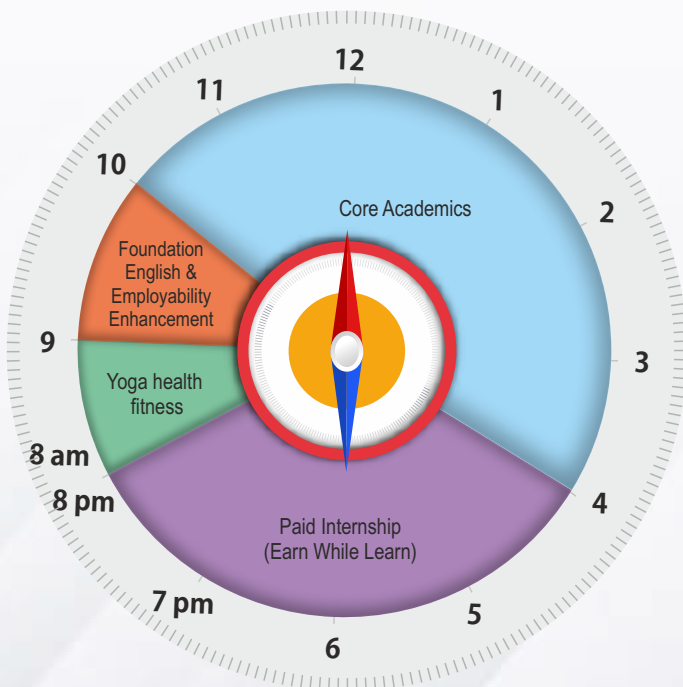 12
1
2
3
4
5
6
7 pm
8 pm
8 am
9
10
11
Core Academics
Foundation
English &
Employability
Enhancement
Yoga health
fitness
Paid Internship
(Earn While Learn)